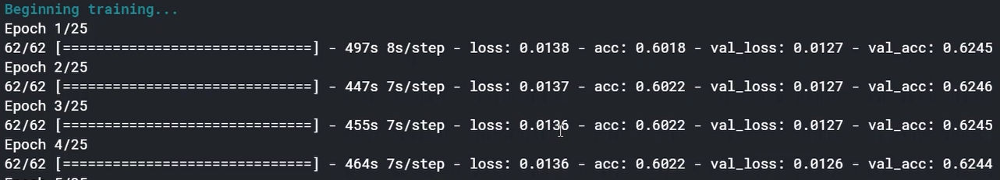 Beginning training...
Epoch 1/25
62/62 [==============================] - 497s 8s/step - loss: 0.0138 - acc: 0.6018 - val_loss: 0.0127 - val_acc: 0.6245
Epoch 2/25
62/62 [==============================] - 447s 7s/step - loss: 0.0137 - acc: 0.6022 - val_loss: 0.0127 - val_acc: 0.6246
Epoch 3/25
62/62 [==============================] - 455s 7s/step - loss: 0.0136 - acc: 0.6022 - val_loss: 0.0127 - val_acc: 0.6245
Epoch 4/25
62/62 [==============================] - 464s 7s/step - loss: 0.0136 - acc: 0.6022 - val_loss: 0.0126 - val_acc: 0.6244